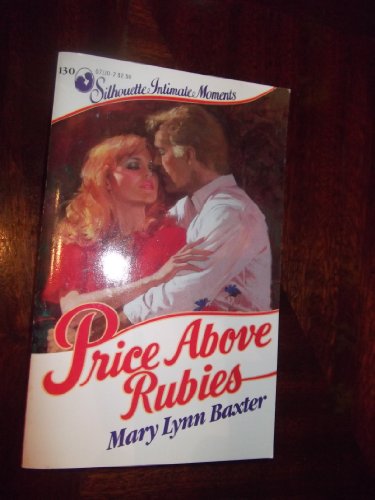 130
Silhouette Intimate Moments
Price Above
Rubies
Mary Lynn Baxter